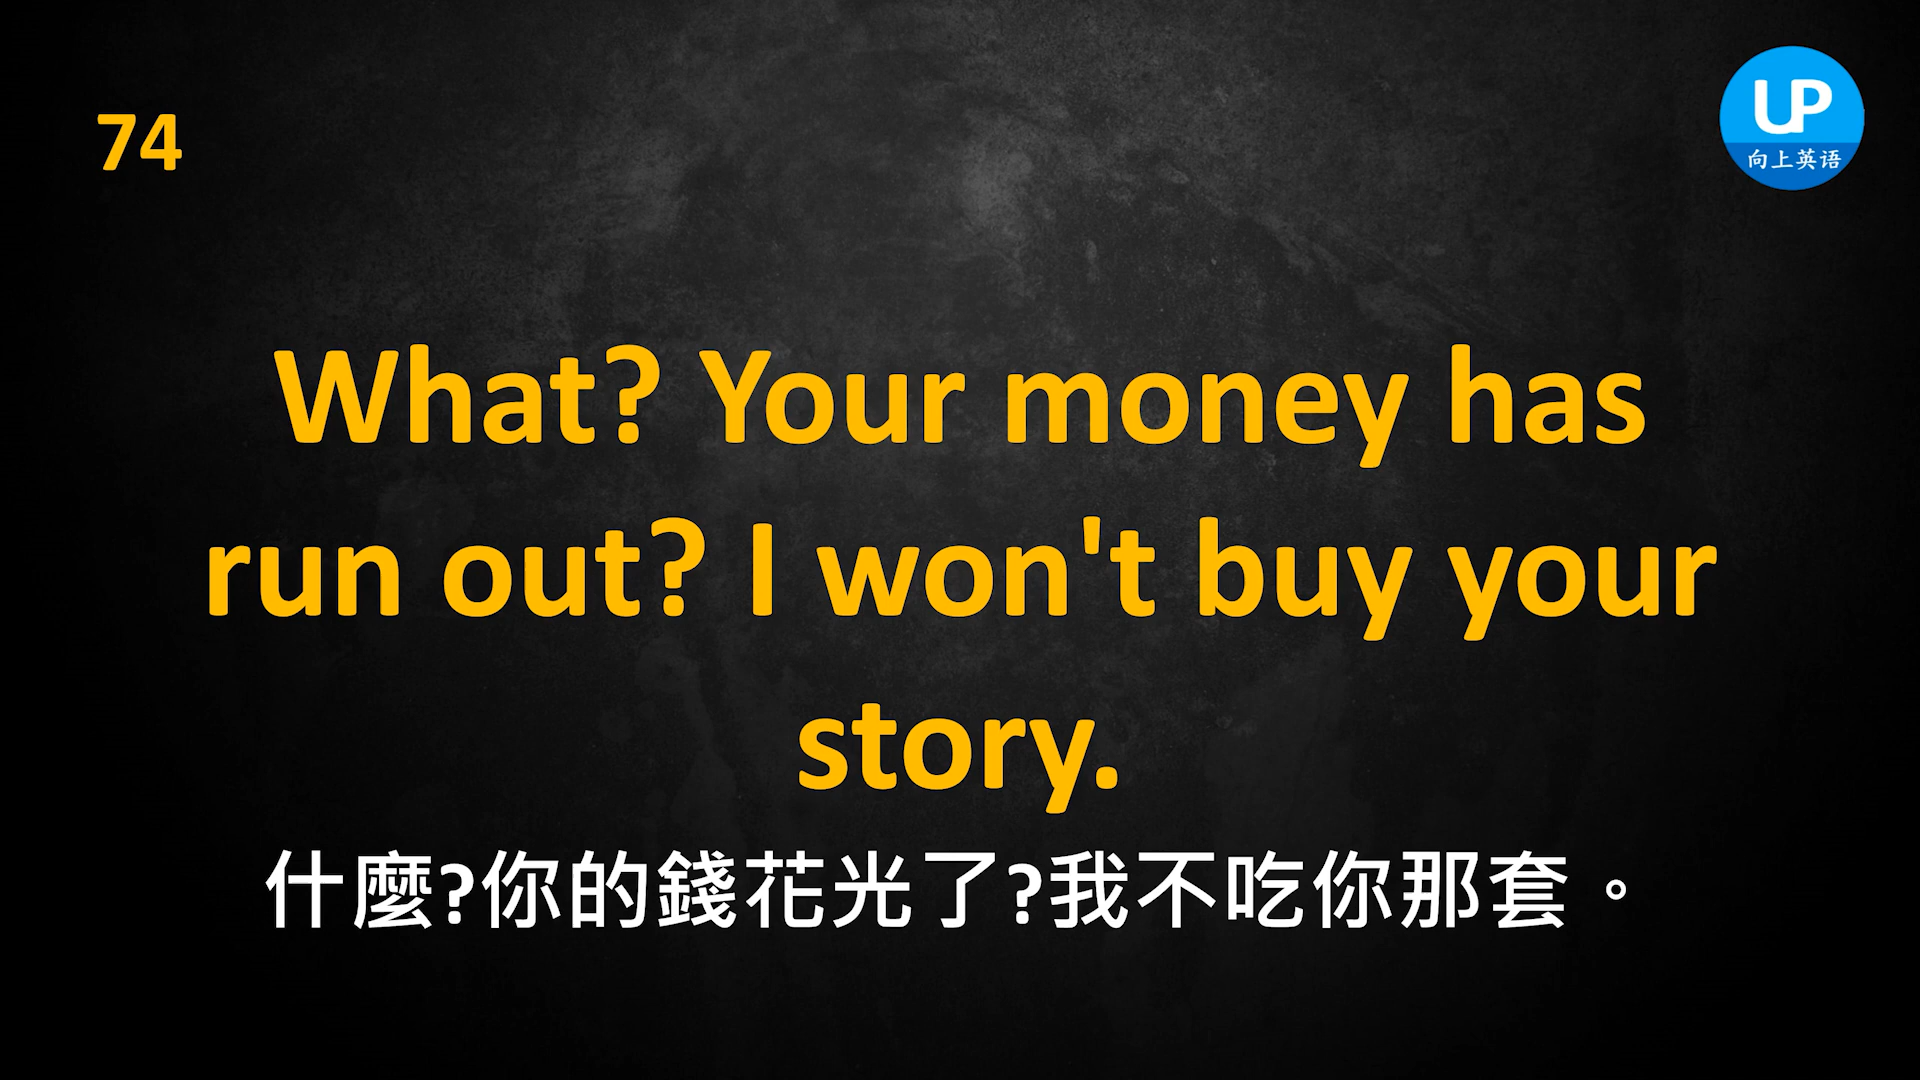 74
UP
向上英语
What? Your money has
run out? I won't buy your
story.
什麼?你的錢花光了?我不吃你那套。